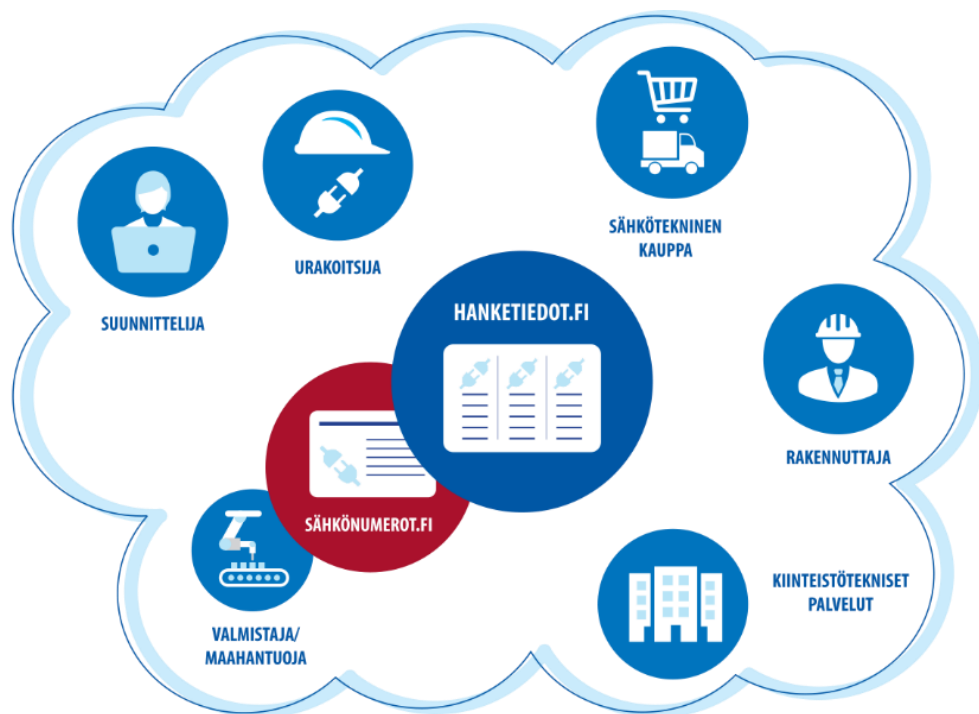 SUUNNITTELIJA
URAKOITSIJA
SÄHKÖTEKNINEN
KAUPPA
HANKETIEDOT.FI
RAKENNUTTAJA
SÄHKÖNUMEROT.FI
VALMISTAJA/
MAAHANTUOJA
KIINTEISTÖTEKNISET
PALVELUT